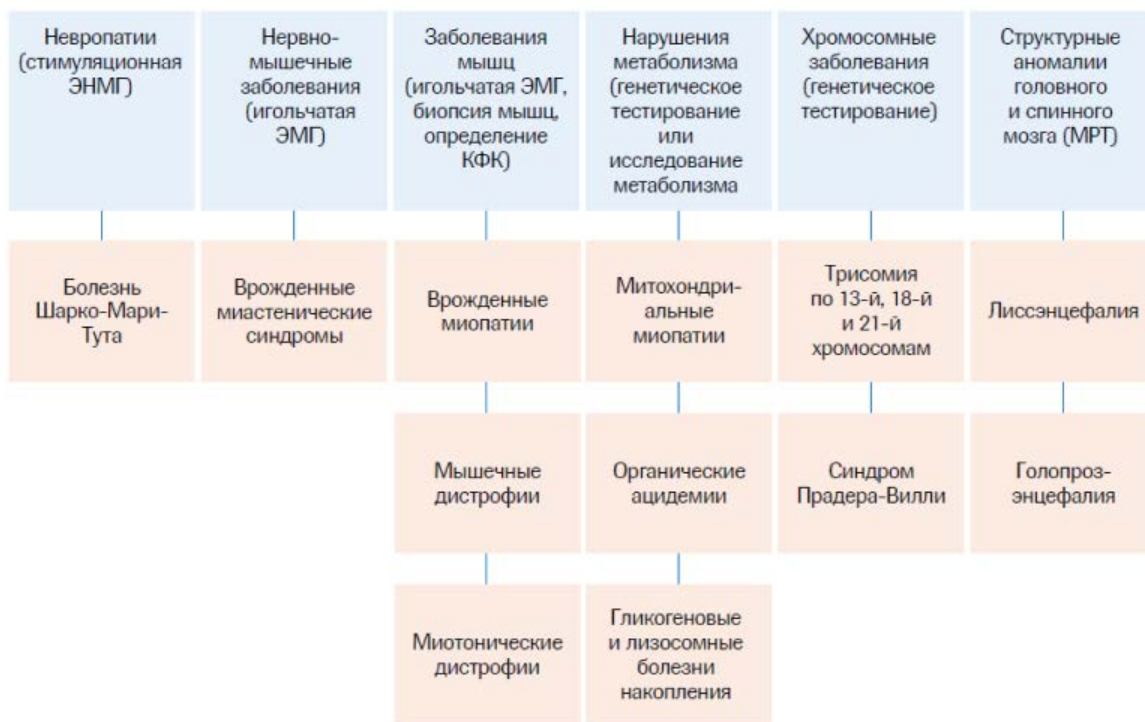 Невропатии
(стимуляционная
ЭНМГ)
Нервно-
мышечные
заболевания
(игольчатая
ЭМГ)
Заболевания
мышц
(игольчатая ЭМГ,
биопсия мышц,
определение
КФК)
Нарушения
метаболизма
(генетическое
тестирование
или
исследование
метаболизма
Хромосомные
заболевания
(генетическое
тестирование)
Структурные
аномалии
головного
и спинного
мозга (МРТ)
Болезнь
Шарко-Мари-
Тута
Врожденные
миастенические
синдромы
Врожденные
миопатии
Митохондри-
альные
миопатии
Трисомия
по 13-й, 18-й
и 21-й
хромосомам
Лиссэнцефалия
Мышечные
дистрофии
Органические
ацидемии
Синдром
Прадера-Вилли
Голопроз-
энцефалия
Миотонические
дистрофии
Гликогеновые
и лизосомные
болезни
накопления